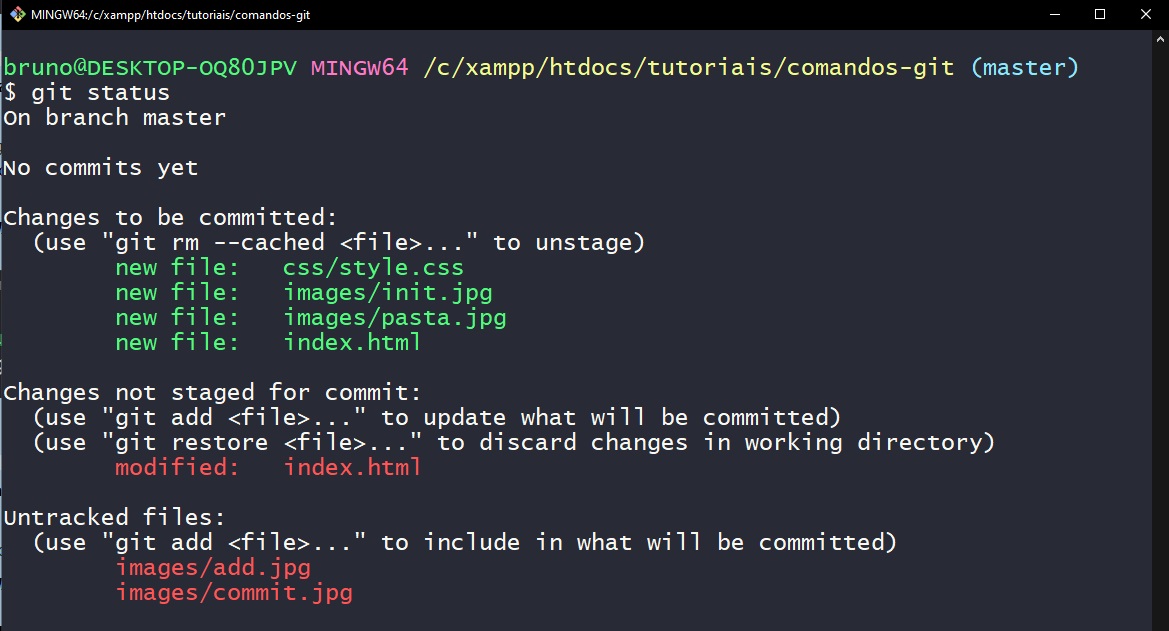 MINGW64:/c/xampp/htdocs/tutoriais/comandos-git
bruno@DESKTOP-OQ8OJPV MINGW64 /c/xampp/htdocs/tutoriais/comandos-git (master)
$ git status
On branch master
No commits yet
Changes to be committed:
  (use "git rm --cached <file>..." to unstage)
        new file:   css/style.css
        new file:   images/init.jpg
        new file:   images/pasta.jpg
        new file:   index.html
Changes not staged for commit:
  (use "git add <file>..." to update what will be committed)
  (use "git restore <file>..." to discard changes in working directory)
        modified:   index.html
Untracked files:
  (use "git add <file>..." to include in what will be committed)
        images/add.jpg
        images/commit.jpg